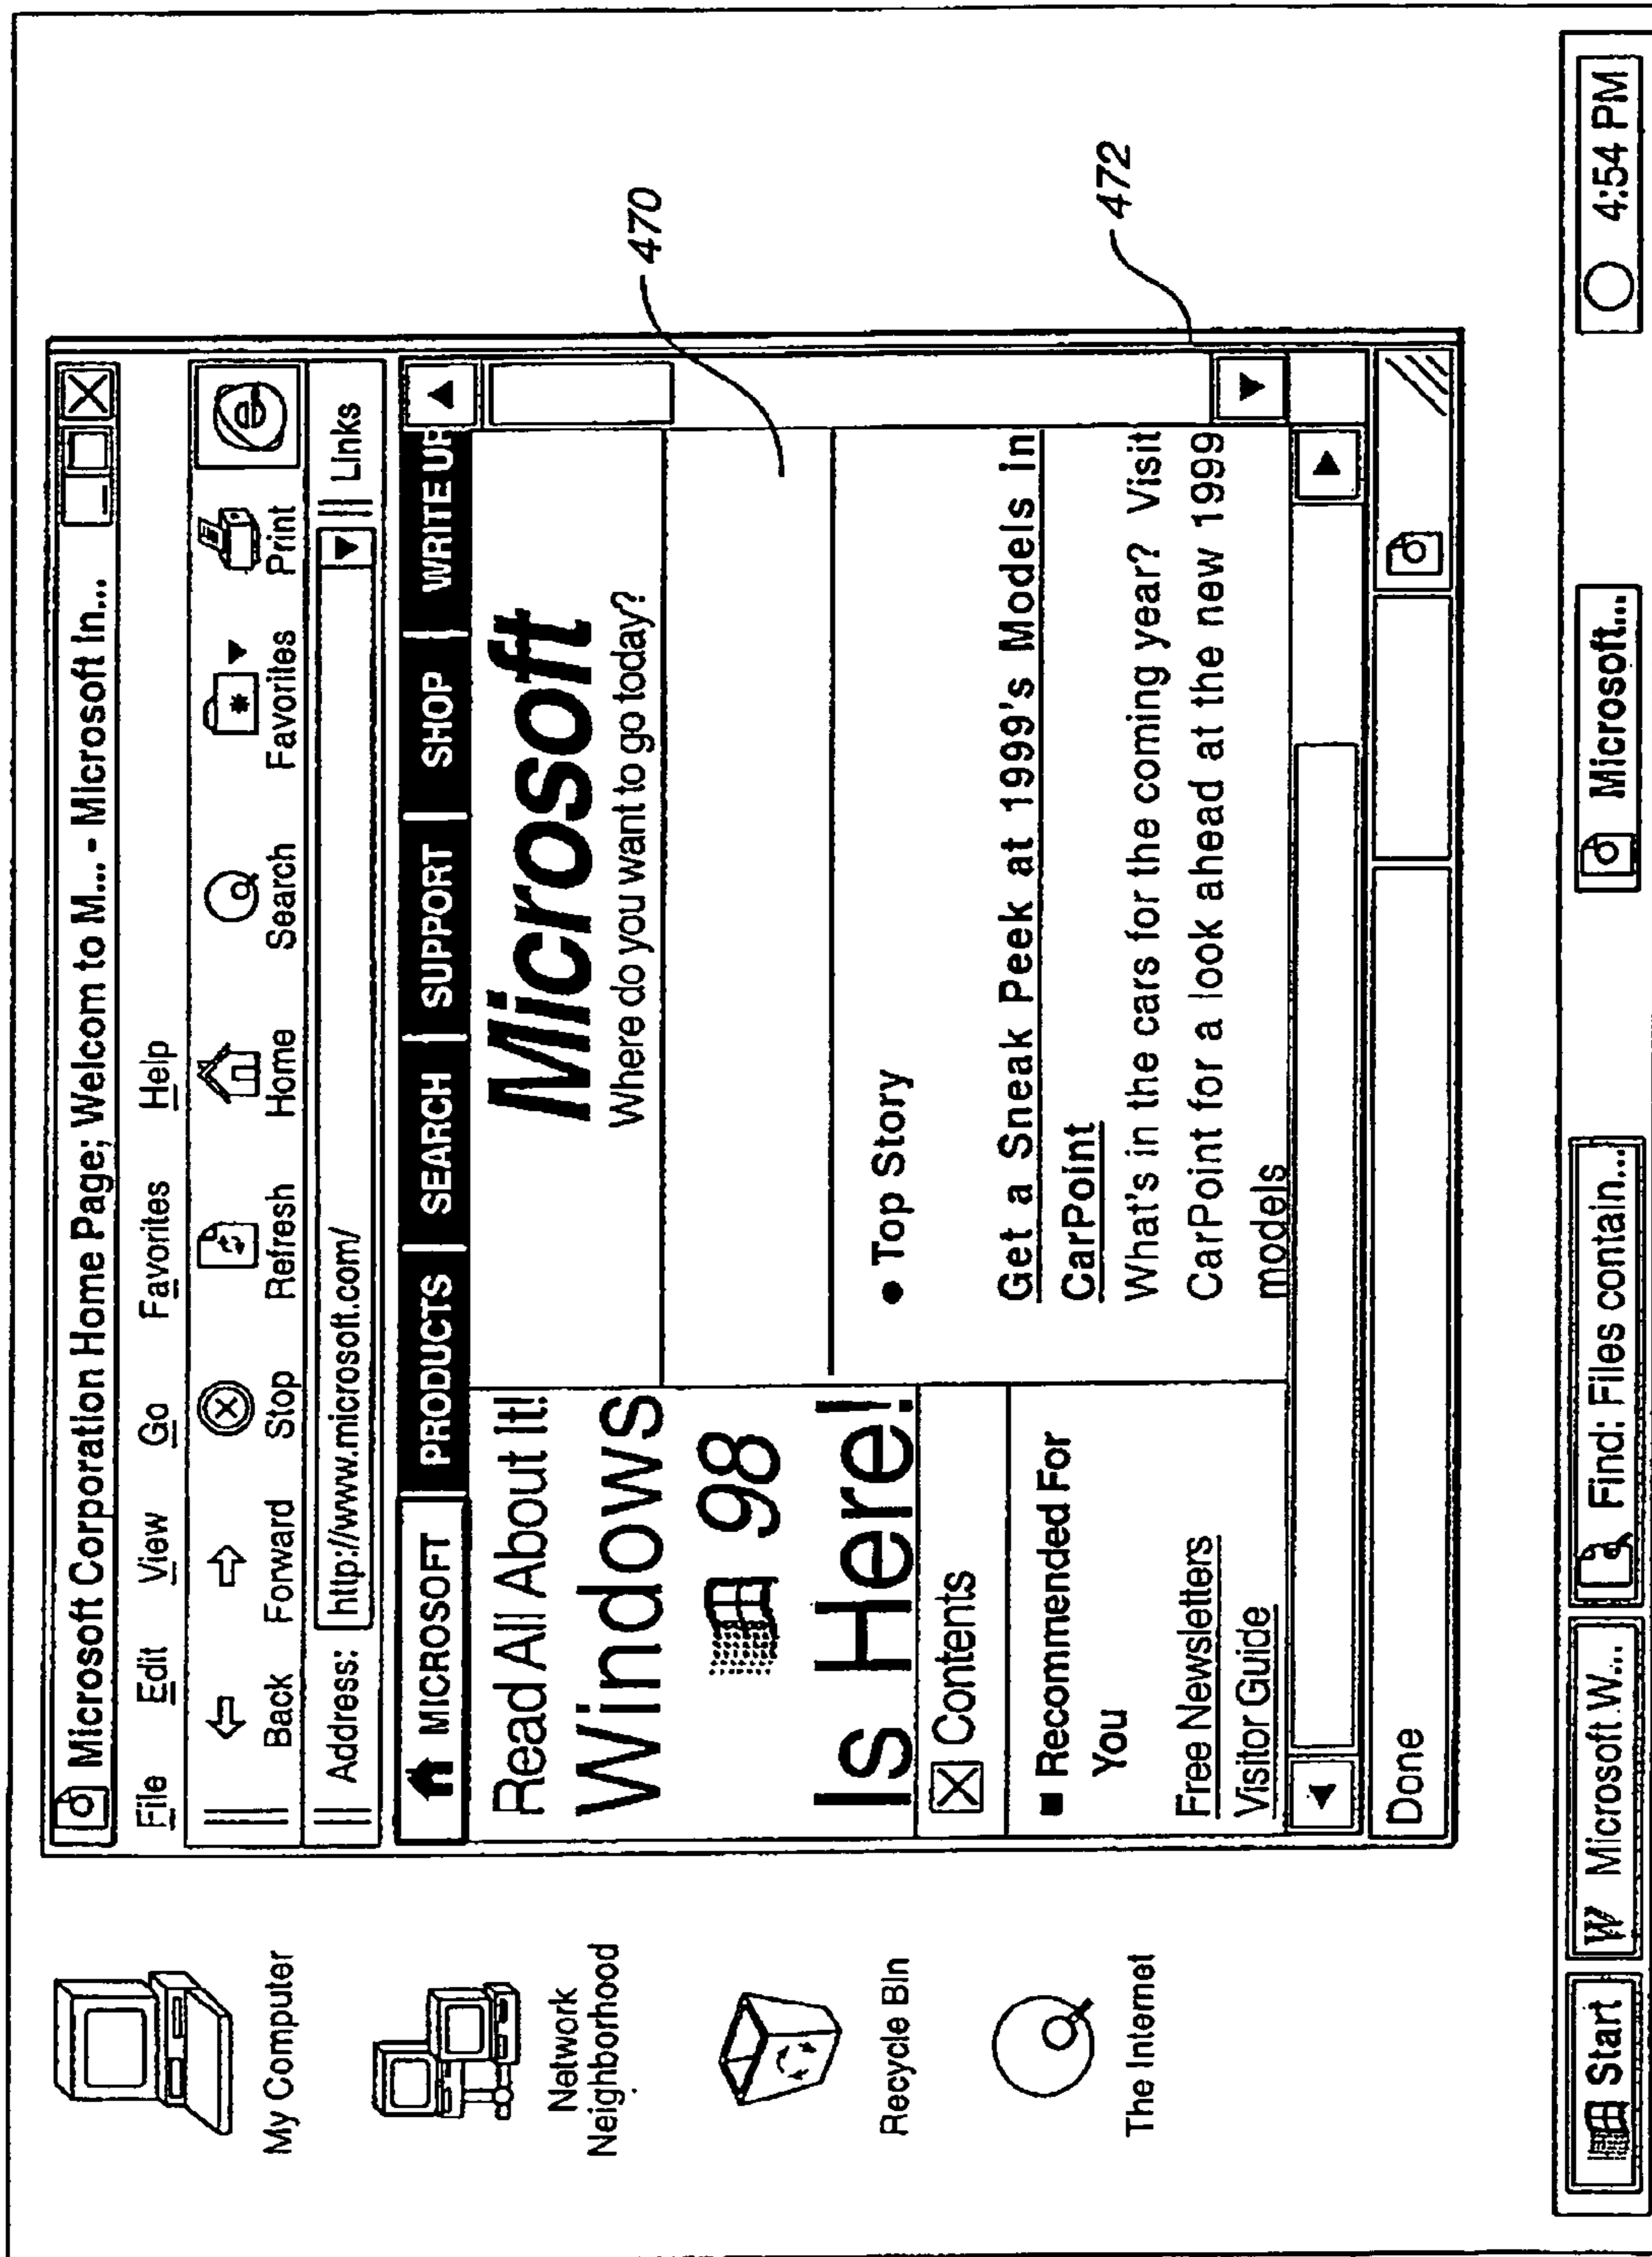 Microsoft Corporation Home Page; Welcom to M... - Microsoft In...
File Edit View Go Favorites Help
Back Forward Stop Refresh Home Search Favorites Print
Address: http://www.microsoft.com/ Links
MICROSOFT PRODUCTS SEARCH SUPPORT SHOP WRITE UR
Read All About It!
Windows
98
Is Here!
Contents
Recommended For
You
Free Newsletters
Visitor Guide
Microsoft
Where do you want to go today?
• Top Story
Get a Sneak Peek at 1999's Models in
CarPoint
What's in the cars for the coming year? Visit
CarPoint for a look ahead at the new 1999
models
Done
470
472
My Computer
Network
Neighborhood
Recycle Bin
The Internet
Start W Microsoft W... Find: Files contain... Microsoft... 4:54 PM